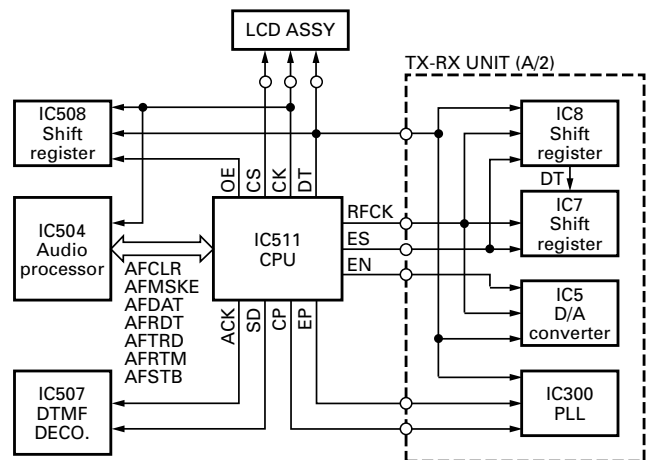 LCD ASSY
TX-RX UNIT (A/2)
IC508
Shift
register
IC8
Shift
register
OE
CS
CK
DT
DT
IC504
Audio
processor
IC511
CPU
RFCK
ES
EN
IC7
Shift
register
AFCLR
AFMSKE
AFDAT
AFRDT
AFTRD
AFRTM
AFSTB
ACK
SD
CP
EP
IC5
D/A
converter
IC507
DTMF
DECO.
IC300
PLL